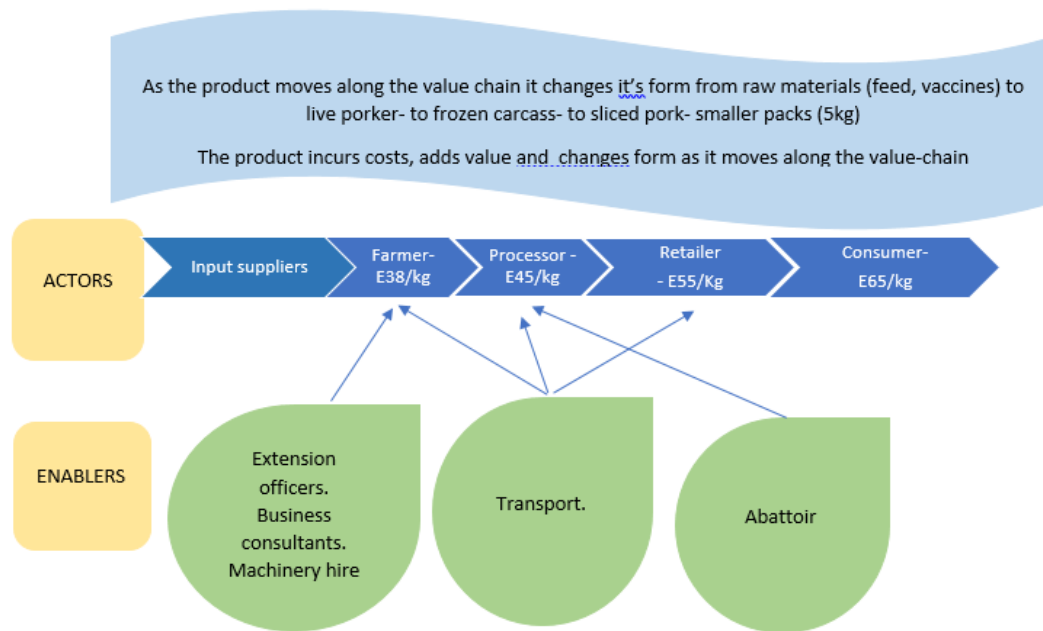 As the product moves along the value chain it changes it’s form from raw materials (feed, vaccines) to
live porker- to frozen carcass- to sliced pork- smaller packs (5kg)
The product incurs costs, adds value and  changes form as it moves along the value-chain
ACTORS
Input suppliers
Farmer-
E38/kg
Processor -
E45/kg
Retailer
- E55/Kg
Consumer-
E65/kg
ENABLERS
Extension
officers.
Business
consultants.
Machinery hire
Transport.
Abattoir